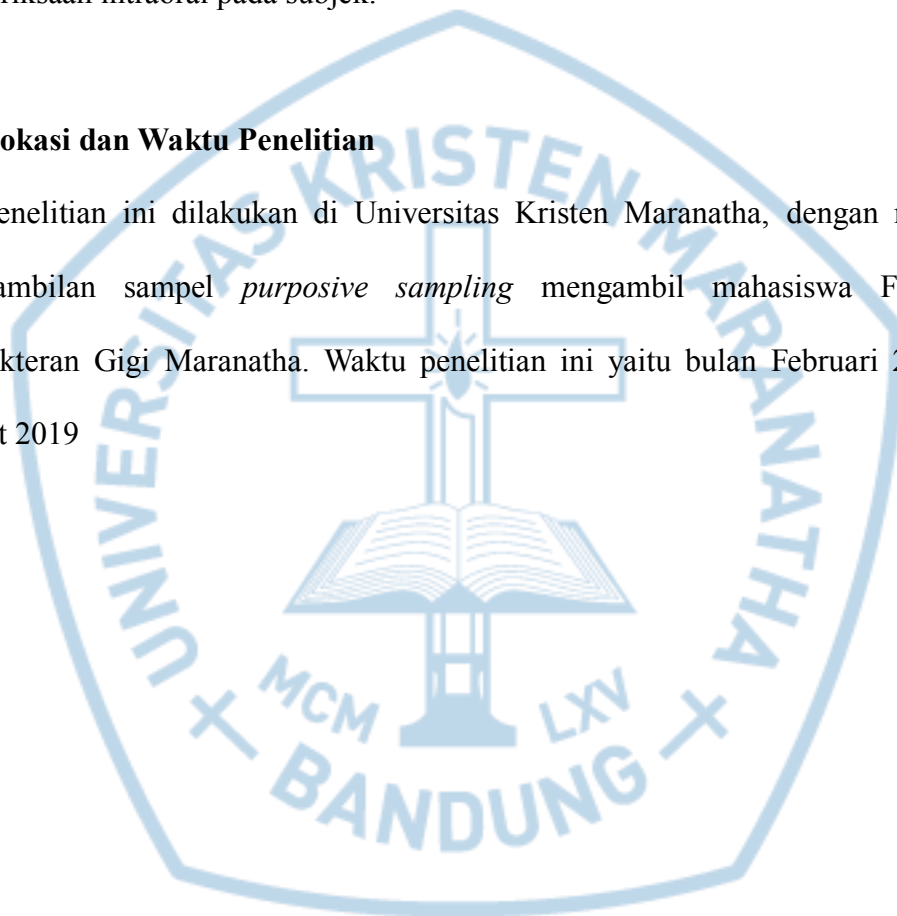 riksaan intraoral pada subjek.
okasi dan Waktu Penelitian
enelitian ini dilakukan di Universitas Kristen Maranatha, dengan
ambilan sampel purposive sampling mengambil mahasiswa F
kteran Gigi Maranatha. Waktu penelitian ini yaitu bulan Februari 2
t 2019
UNIVERSITAS KRISTEN MARANATHA
MCM LXV
BANDUNG